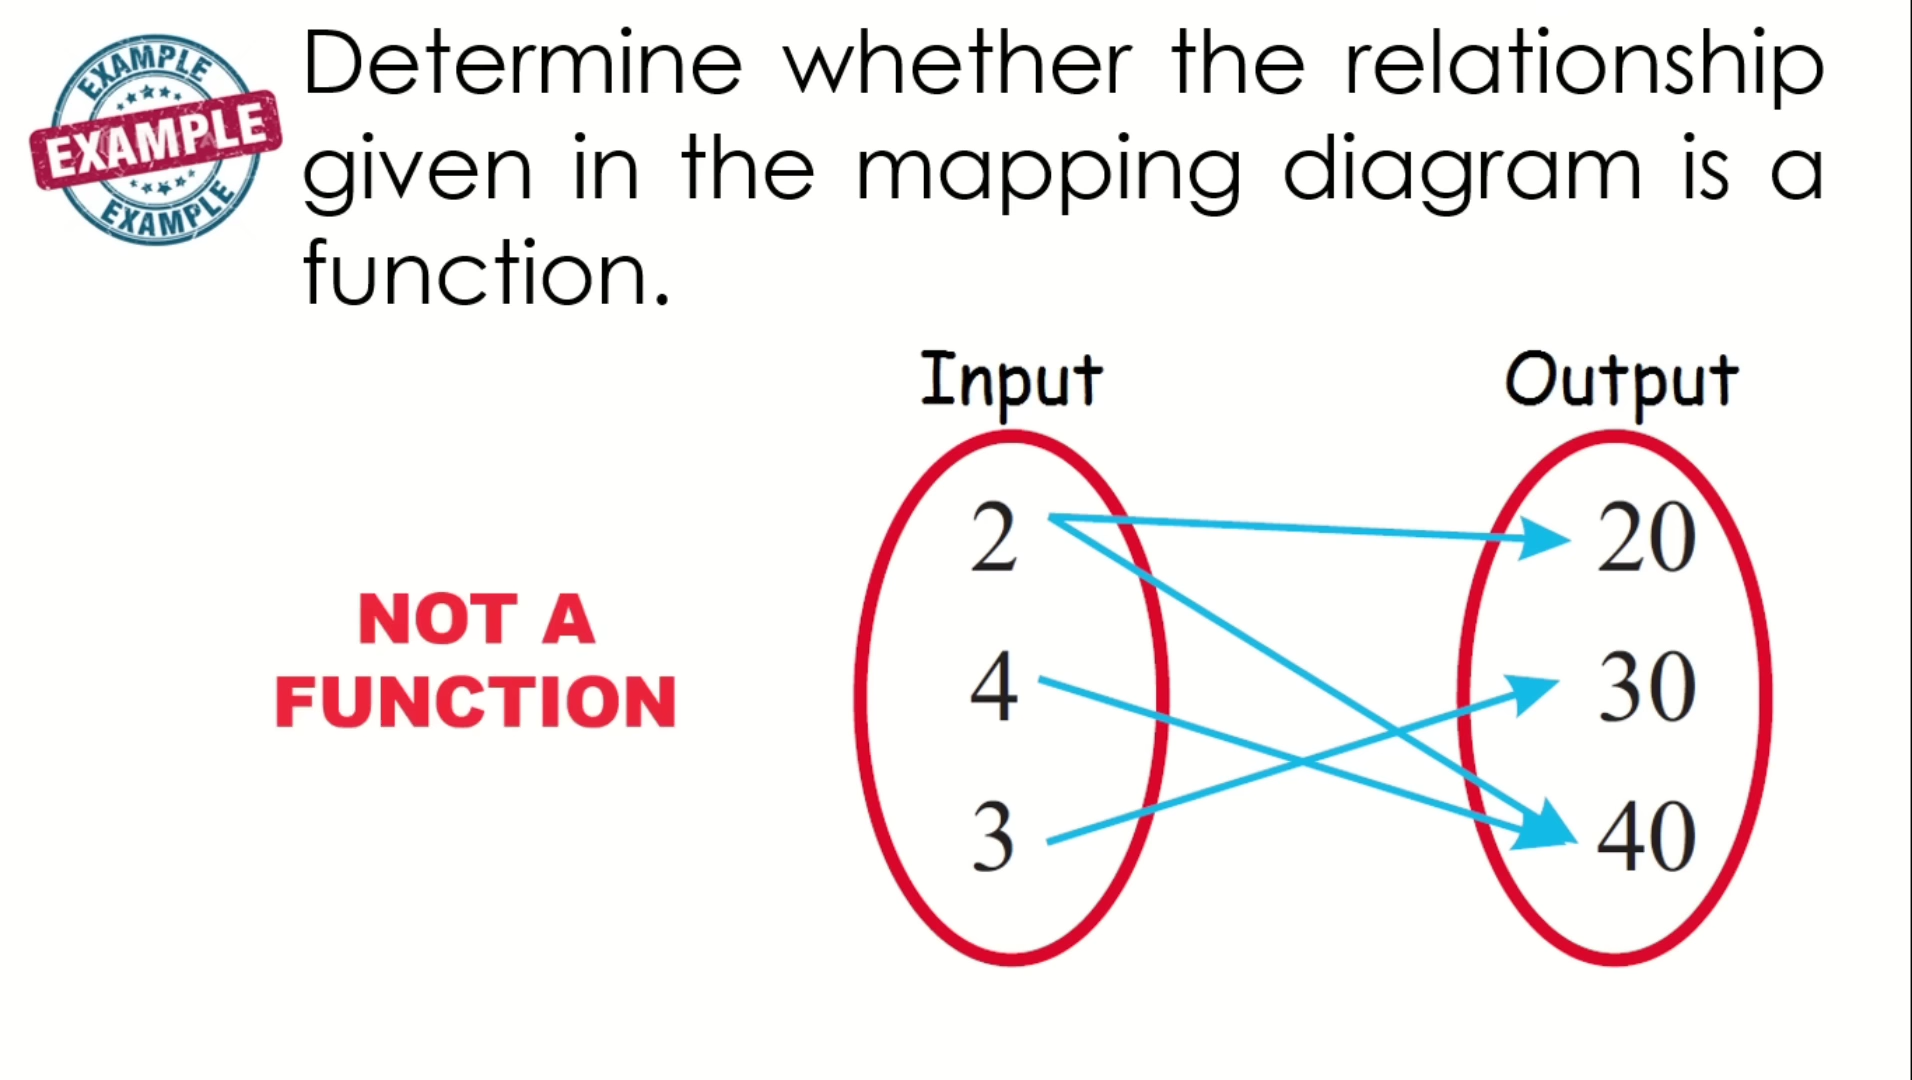 EXAMPLE
EXAMPLE
EXAMPLE
Determine whether the relationship
given in the mapping diagram is a
function.
Input
Output
2
20
NOT A
FUNCTION
4
30
3
40